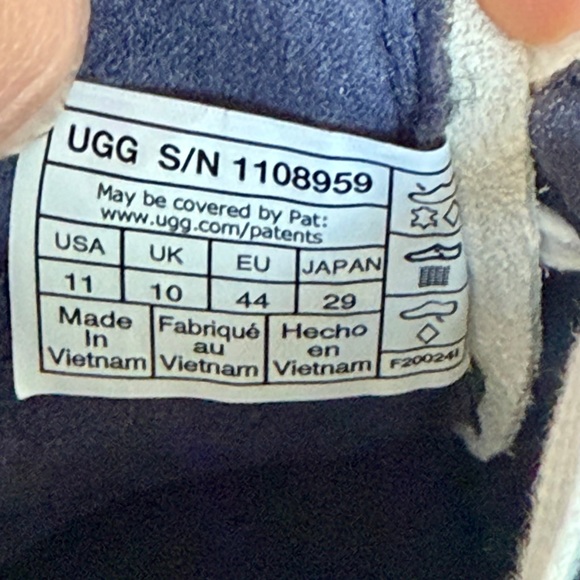 UGG S/N 1108959
May be covered by Pat:
www.ugg.com/patents
USA UK EU JAPAN
11 10 44 29
Made In Vietnam
Fabriqué au Vietnam
Hecho en Vietnam